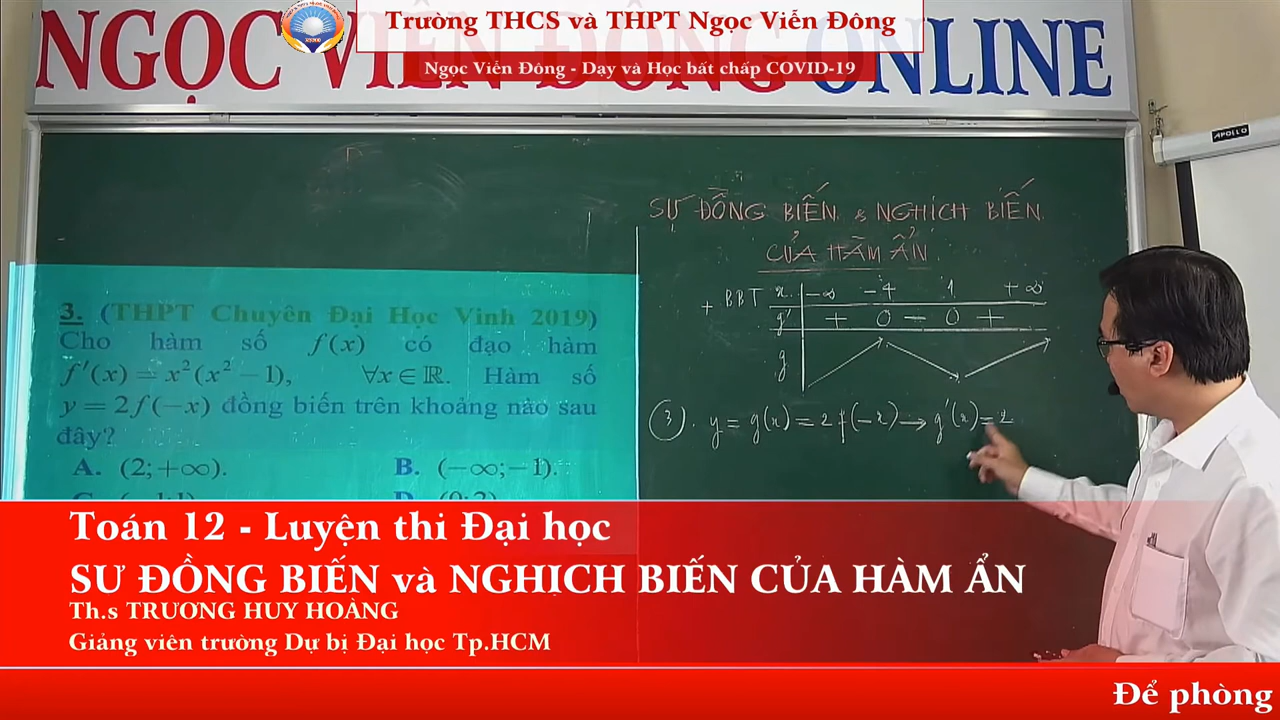 NGỌC VIỄN ĐÔNG ONLINE
Trường THCS và THPT Ngọc Viễn Đông
Ngọc Viễn Đông - Dạy và Học bất chấp COVID-19
APOLLO
SỰ ĐỒNG BIẾN & NGHỊCH BIẾN
CỦA HÀM ẨN
+ BBT x -∞ -4 1 +∞
g' + 0 - 0 +
g
③. y = g(x) = 2f(-x) → g'(x) = 2
3. (THPT Chuyên Đại Học Vinh 2019)
Cho hàm số f(x) có đạo hàm
f'(x) = x²(x² - 1), ∀x ∈ ℝ. Hàm số
y = 2f(-x) đồng biến trên khoảng nào sau
đây?
A. (2;+∞). B. (-∞;-1).
Toán 12 - Luyện thi Đại học
SƯ ĐỒNG BIẾN và NGHỊCH BIẾN CỦA HÀM ẨN
Th.s TRƯƠNG HUY HOÀNG
Giảng viên trường Dự bị Đại học Tp.HCM
Để phòng